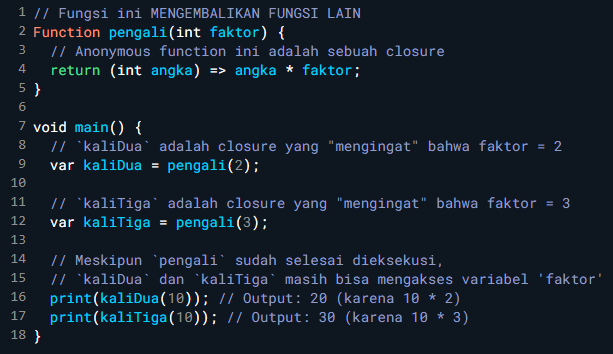 1 // Fungsi ini MENGEMBALIKAN FUNGSI LAIN
2 Function pengali(int faktor) {
3   // Anonymous function ini adalah sebuah closure
4   return (int angka) => angka * faktor;
5 }
6
7 void main() {
8   // `kaliDua` adalah closure yang "mengingat" bahwa faktor = 2
9   var kaliDua = pengali(2);
10
11   // `kaliTiga` adalah closure yang "mengingat" bahwa faktor = 3
12   var kaliTiga = pengali(3);
13
14   // Meskipun `pengali` sudah selesai dieksekusi,
15   // `kaliDua` dan `kaliTiga` masih bisa mengakses variabel 'faktor'
16   print(kaliDua(10)); // Output: 20 (karena 10 * 2)
17   print(kaliTiga(10)); // Output: 30 (karena 10 * 3)
18 }